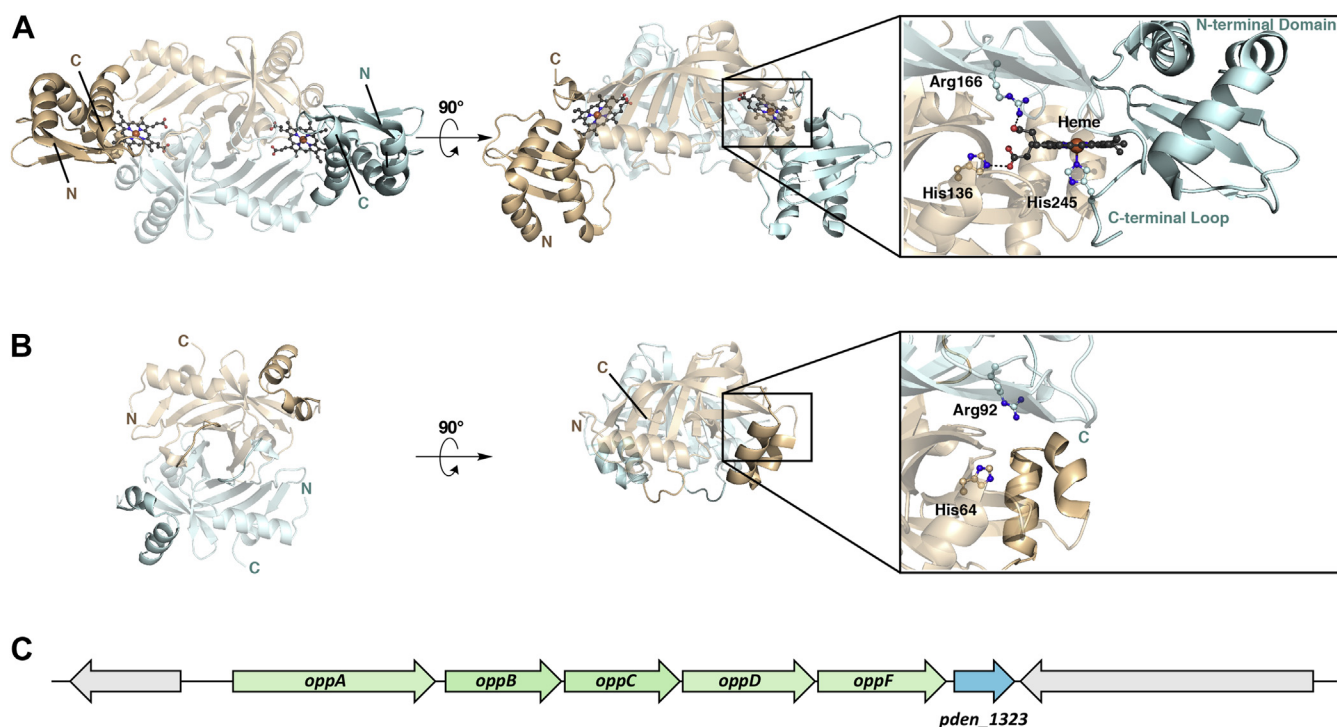 A
C
N
N
C
90°
C
N
N-terminal Domain
Arg166
Heme
His136
His245
C-terminal Loop
B
C
N
N
C
90°
C
N
Arg92
C
His64
C
oppA
oppB
oppC
oppD
oppF
pden_1323